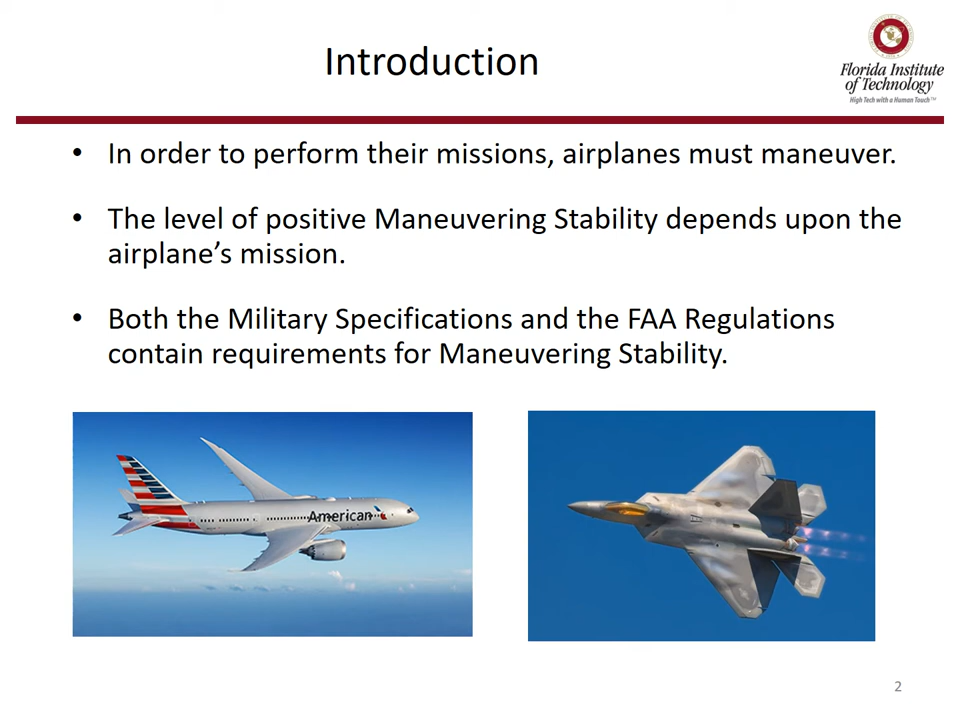 Introduction
Florida Institute
of Technology
High Tech with a Human Touch™
• In order to perform their missions, airplanes must maneuver.
• The level of positive Maneuvering Stability depends upon the
airplane’s mission.
• Both the Military Specifications and the FAA Regulations
contain requirements for Maneuvering Stability.
American
2